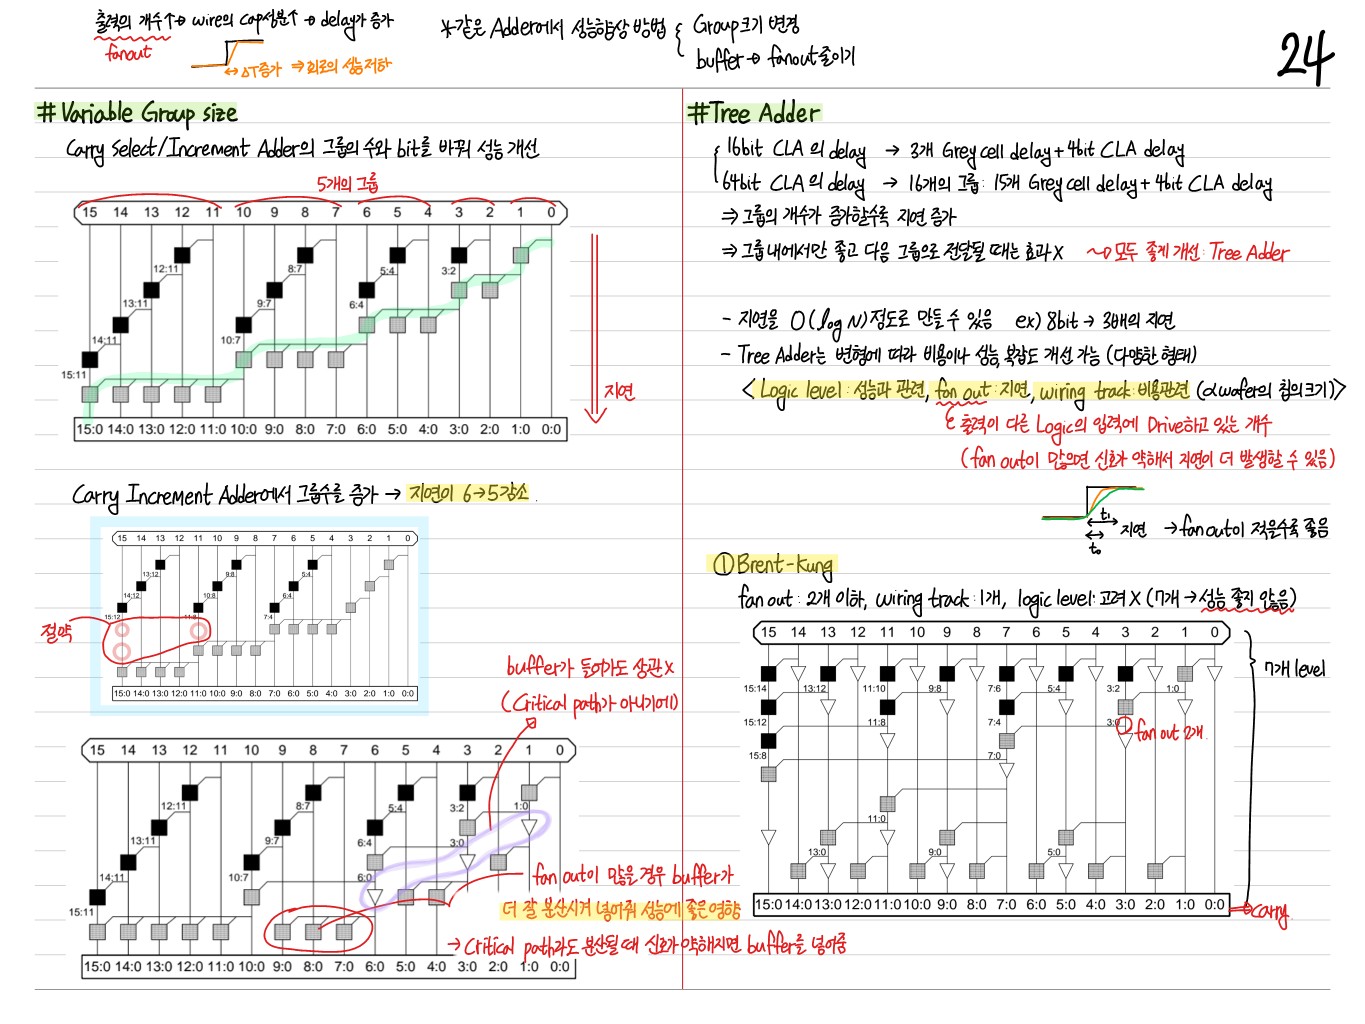 출력의 개수↑→ wire의 cap성분↑ → delay가 증가
fanout
↔ ΔT증가 ⇒ 회로의 성능저하
*같은 Adder에서 성능향상 방법 { Group크기 변경
buffer → fanout줄이기
24
# Variable Group size
Carry Select/Increment Adder의 그룹의 수와 bit를 바꿔 성능 개선
5개의 그룹
15 14 13 12 11 10 9 8 7 6 5 4 3 2 1 0
12:11 8:7 5:4 3:2
13:11 9:7 6:4
14:11 10:7
15:11
지연
15:0 14:0 13:0 12:0 11:0 10:0 9:0 8:0 7:0 6:0 5:0 4:0 3:0 2:0 1:0 0:0
Carry Increment Adder에서 그룹수를 증가 → 지연이 6→5감소.
15 14 13 12 11 10 9 8 7 6 5 4 3 2 1 0
13:12 9:8 5:4
14:12 10:8 6:4
15:12 11:8 7:4
절약
15:0 14:0 13:0 12:0 11:0 10:0 9:0 8:0 7:0 6:0 5:0 4:0 3:0 2:0 1:0 0:0
buffer가 들어가도 상관 X
(Critical path가 아니기에)
15 14 13 12 11 10 9 8 7 6 5 4 3 2 1 0
12:11 8:7 5:4 3:2 1:0
13:11 9:7 6:4 3:0
14:11 10:7 6:0
15:11
fan out이 많을 경우 buffer가
더 잘 분산시켜 넣어줘 성능에 좋은영향
→ Critical path라도 분산될 때 신호가 약해지면 buffer를 넣어줌
15:0 14:0 13:0 12:0 11:0 10:0 9:0 8:0 7:0 6:0 5:0 4:0 3:0 2:0 1:0 0:0
# Tree Adder
{ 16bit CLA의 delay → 3개 Grey cell delay + 4bit CLA delay
64bit CLA의 delay → 16개의 그룹: 15개 Grey cell delay + 4bit CLA delay
⇒ 그룹의 개수가 증가할수록 지연 증가
⇒ 그룹 내에서만 좋고 다음 그룹으로 전달될 때는 효과 X ~→ 모두 좋게 개선: Tree Adder
- 지연을 O(log N)정도로 만들 수 있음 ex) 8bit → 3배의 지연
- Tree Adder는 변형에 따라 비용이나 성능, 복잡도 개선 가능 (다양한 형태)
< Logic level : 성능과 관련, fan out : 지연, wiring track : 비용관련 (∝wafer의 칩의크기)>
출력이 다른 Logic의 입력에 Drive하고 있는 개수
(fan out이 많으면 신호가 약해서 지연이 더 발생할 수 있음)
t₁
t₀
지연 → fan out이 적을수록 좋음
① Brent-Kung
fan out : 2개 이하, wiring track : 1개, logic level: 고려 X (7개 → 성능 좋지 않음)
15 14 13 12 11 10 9 8 7 6 5 4 3 2 1 0
7개 level
15:14 13:12 11:10 9:8 7:6 5:4 3:2 1:0
15:12 11:8 7:4 3:0
fan out 2개.
15:8 7:0
11:0
13:0 9:0 5:0
15:0 14:0 13:0 12:0 11:0 10:0 9:0 8:0 7:0 6:0 5:0 4:0 3:0 2:0 1:0 0:0
→ carry